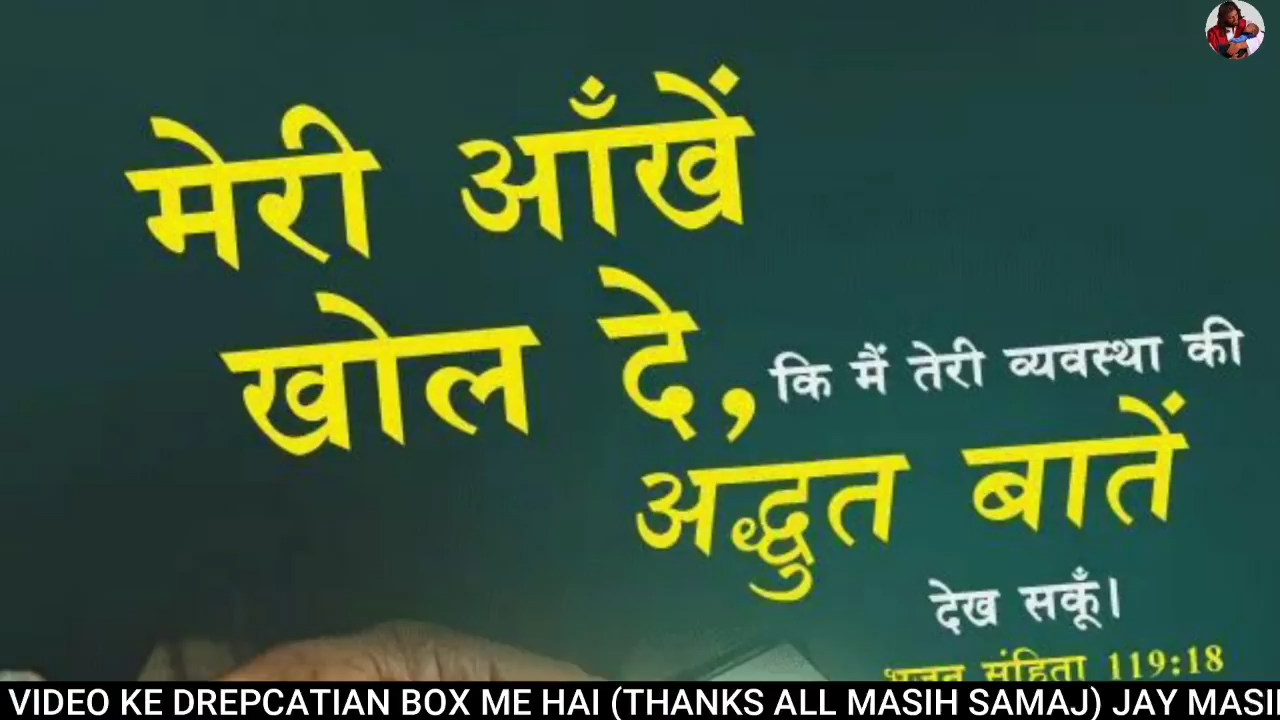 मेरी आँखें
खोल दे, कि मैं तेरी व्यवस्था की
अद्भुत बातें
देख सकूँ।
भजन संहिता 119:18
VIDEO KE DREPCATIAN BOX ME HAI (THANKS ALL MASIH SAMAJ) JAY MASI